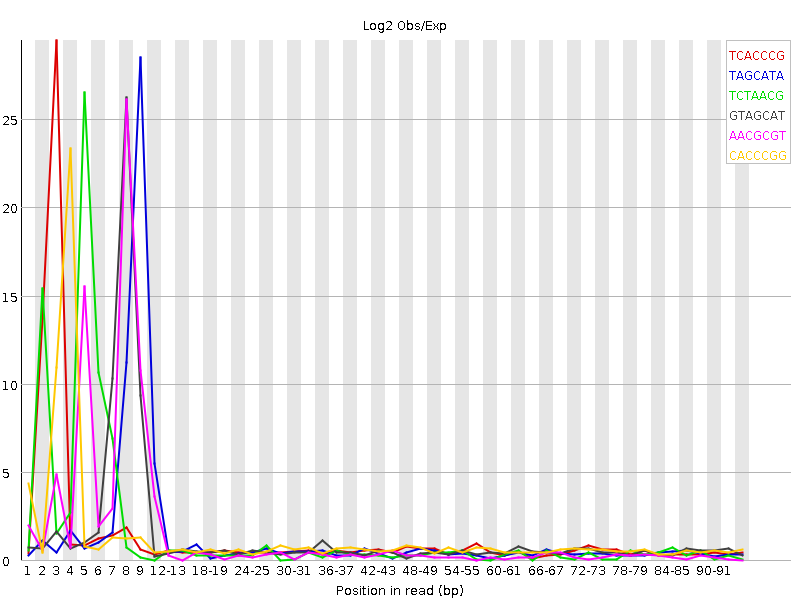 Log2 Obs/Exp
TCACCCG
TAGCATA
TCTAACG
GTAGCAT
AACGCGT
CACCCGG
25
20
15
10
5
0
1 2 3 4 5 6 7 8 9 12-13 18-19 24-25 30-31 36-37 42-43 48-49 54-55 60-61 66-67 72-73 78-79 84-85 90-91
Position in read (bp)